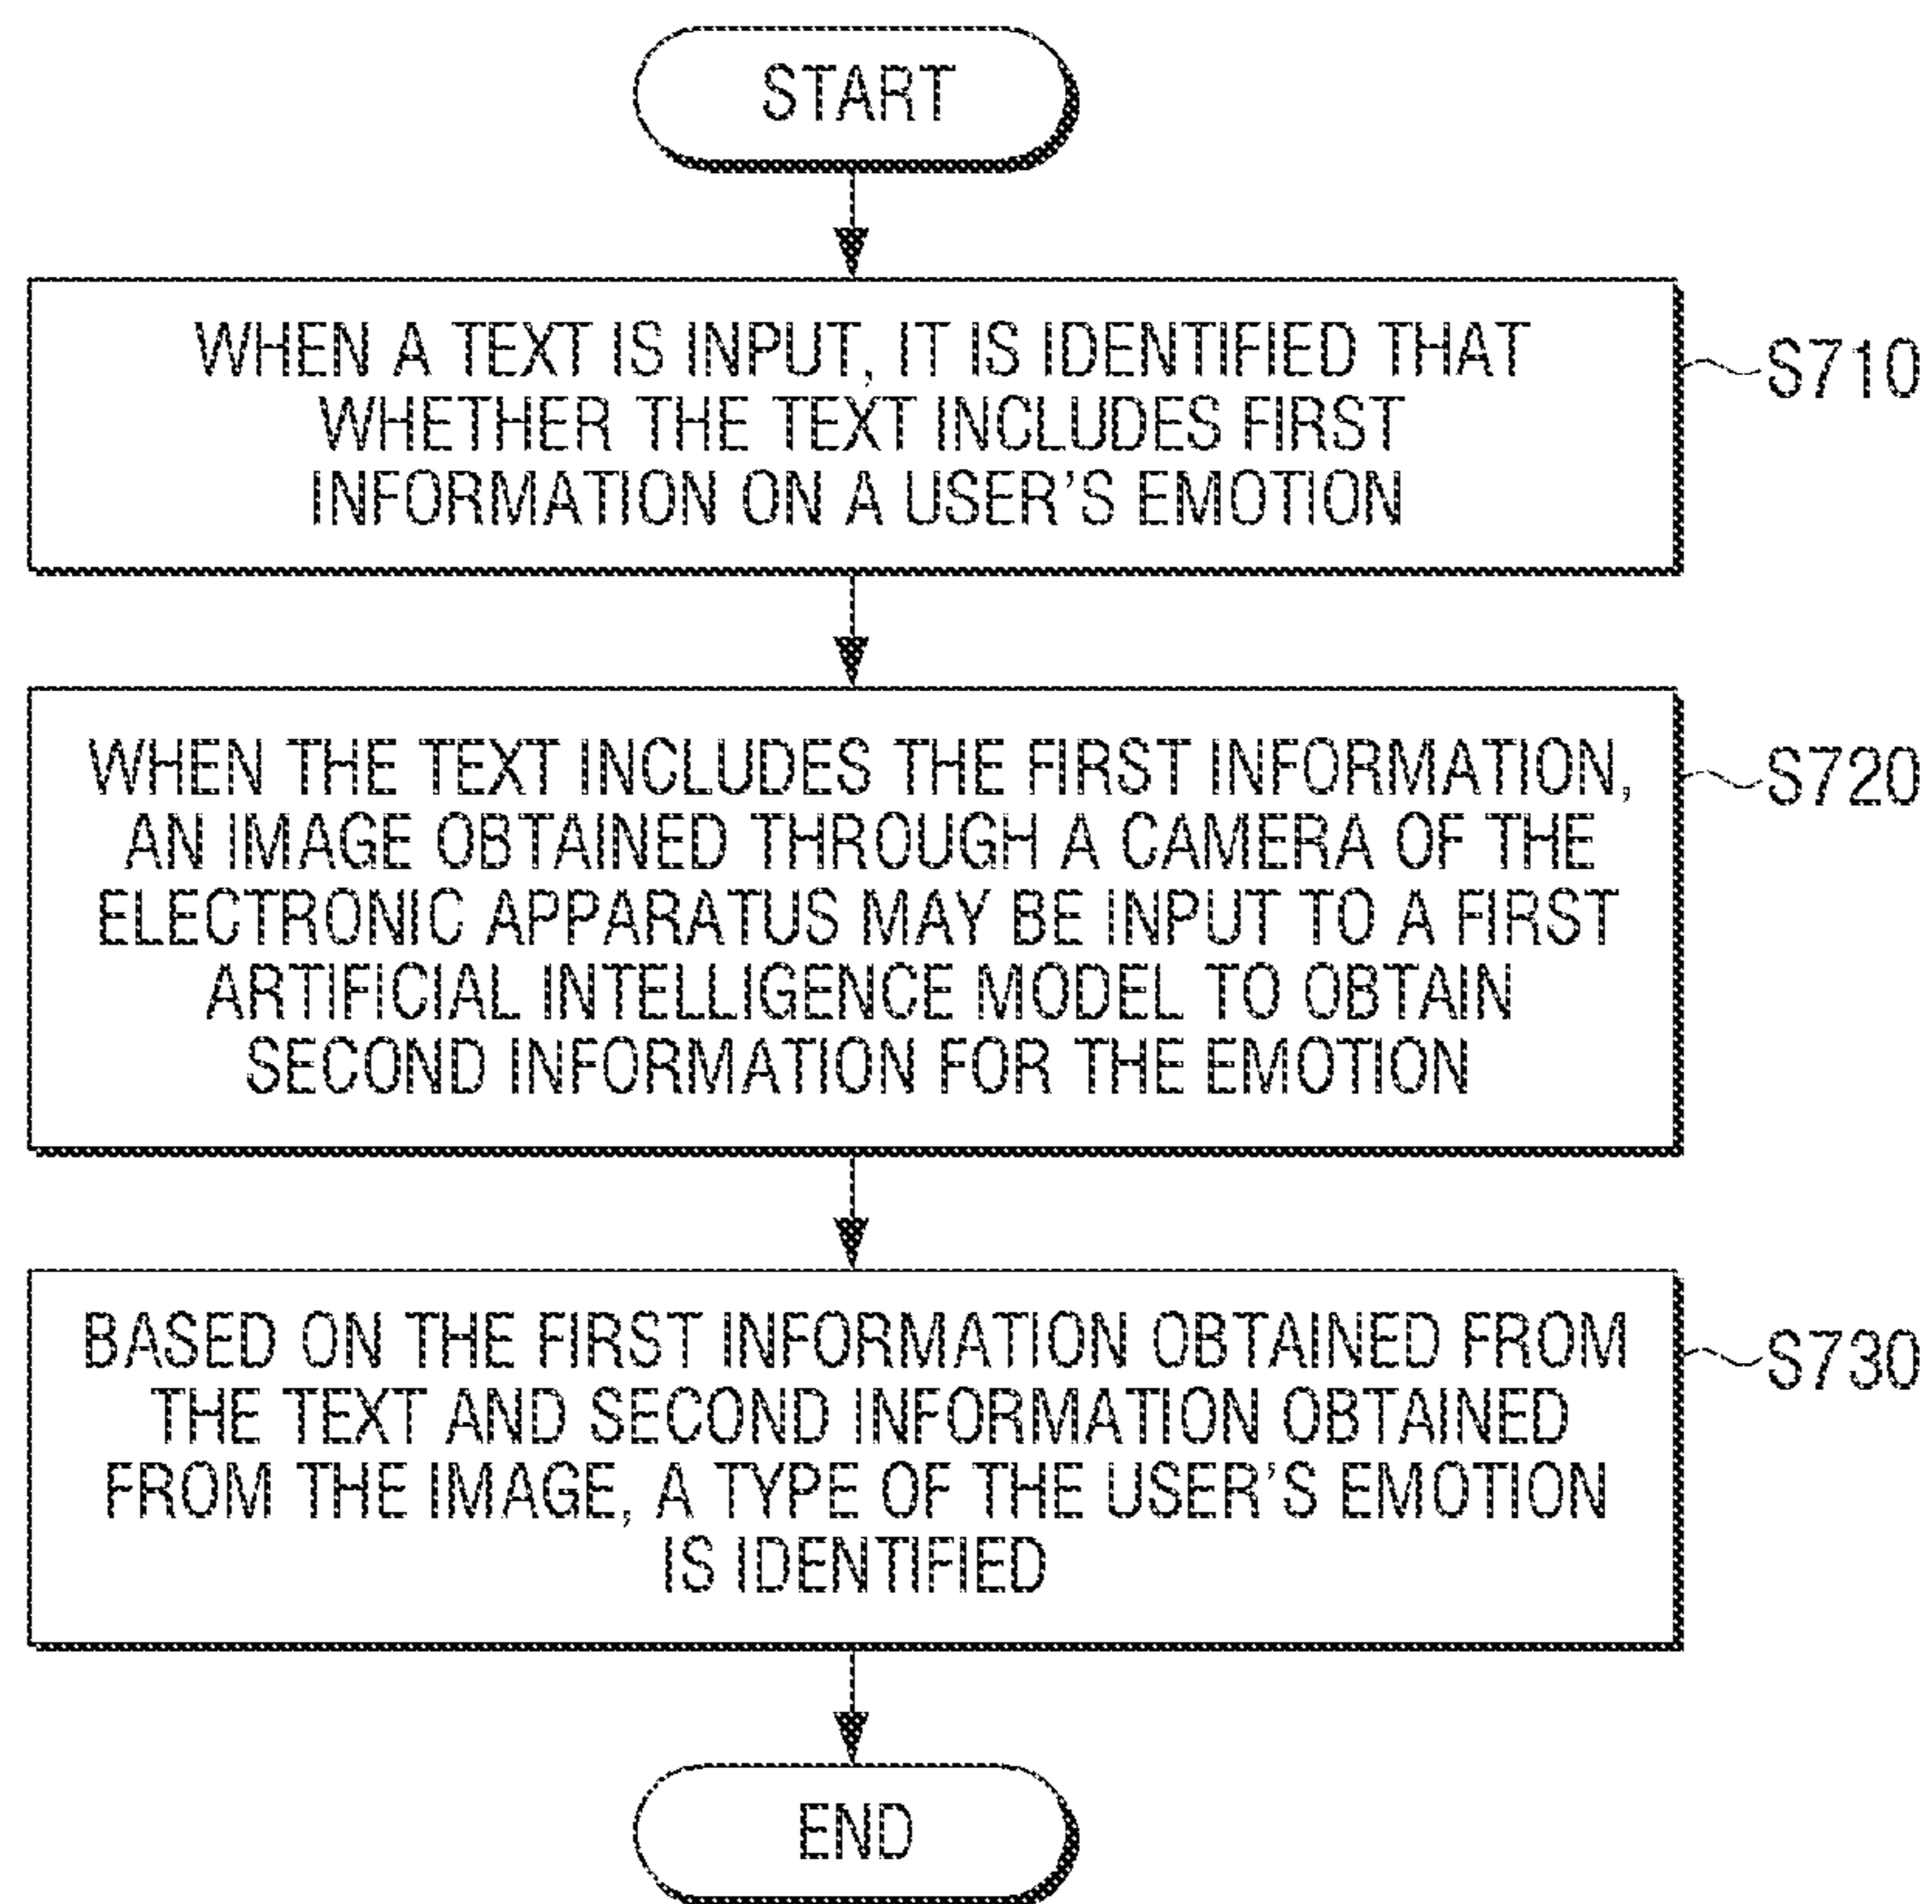 START
WHEN A TEXT IS INPUT, IT IS IDENTIFIED THAT
WHETHER THE TEXT INCLUDES FIRST
INFORMATION ON A USER'S EMOTION
S710
WHEN THE TEXT INCLUDES THE FIRST INFORMATION,
AN IMAGE OBTAINED THROUGH A CAMERA OF THE
ELECTRONIC APPARATUS MAY BE INPUT TO A FIRST
ARTIFICIAL INTELLIGENCE MODEL TO OBTAIN
SECOND INFORMATION FOR THE EMOTION
S720
BASED ON THE FIRST INFORMATION OBTAINED FROM
THE TEXT AND SECOND INFORMATION OBTAINED
FROM THE IMAGE, A TYPE OF THE USER'S EMOTION
IS IDENTIFIED
S730
END